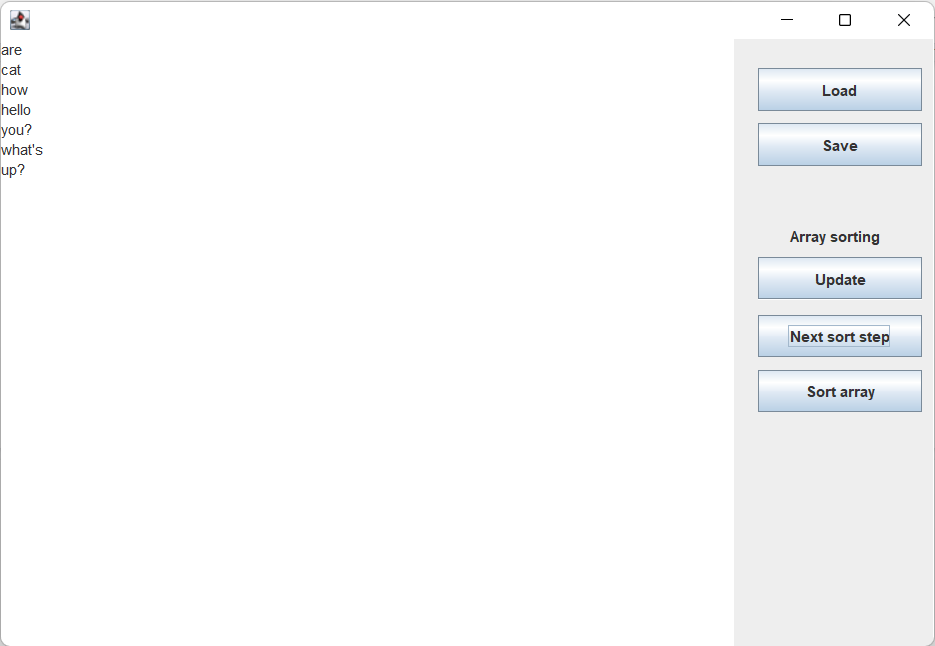 are
cat
how
hello
you?
what's
up?
Load
Save
Array sorting
Update
Next sort step
Sort array